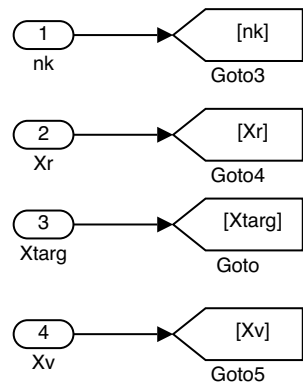 1
[nk]
nk
Goto3
2
[Xr]
Xr
Goto4
3
[Xtarg]
Xtarg
Goto
4
[Xv]
Xv
Goto5